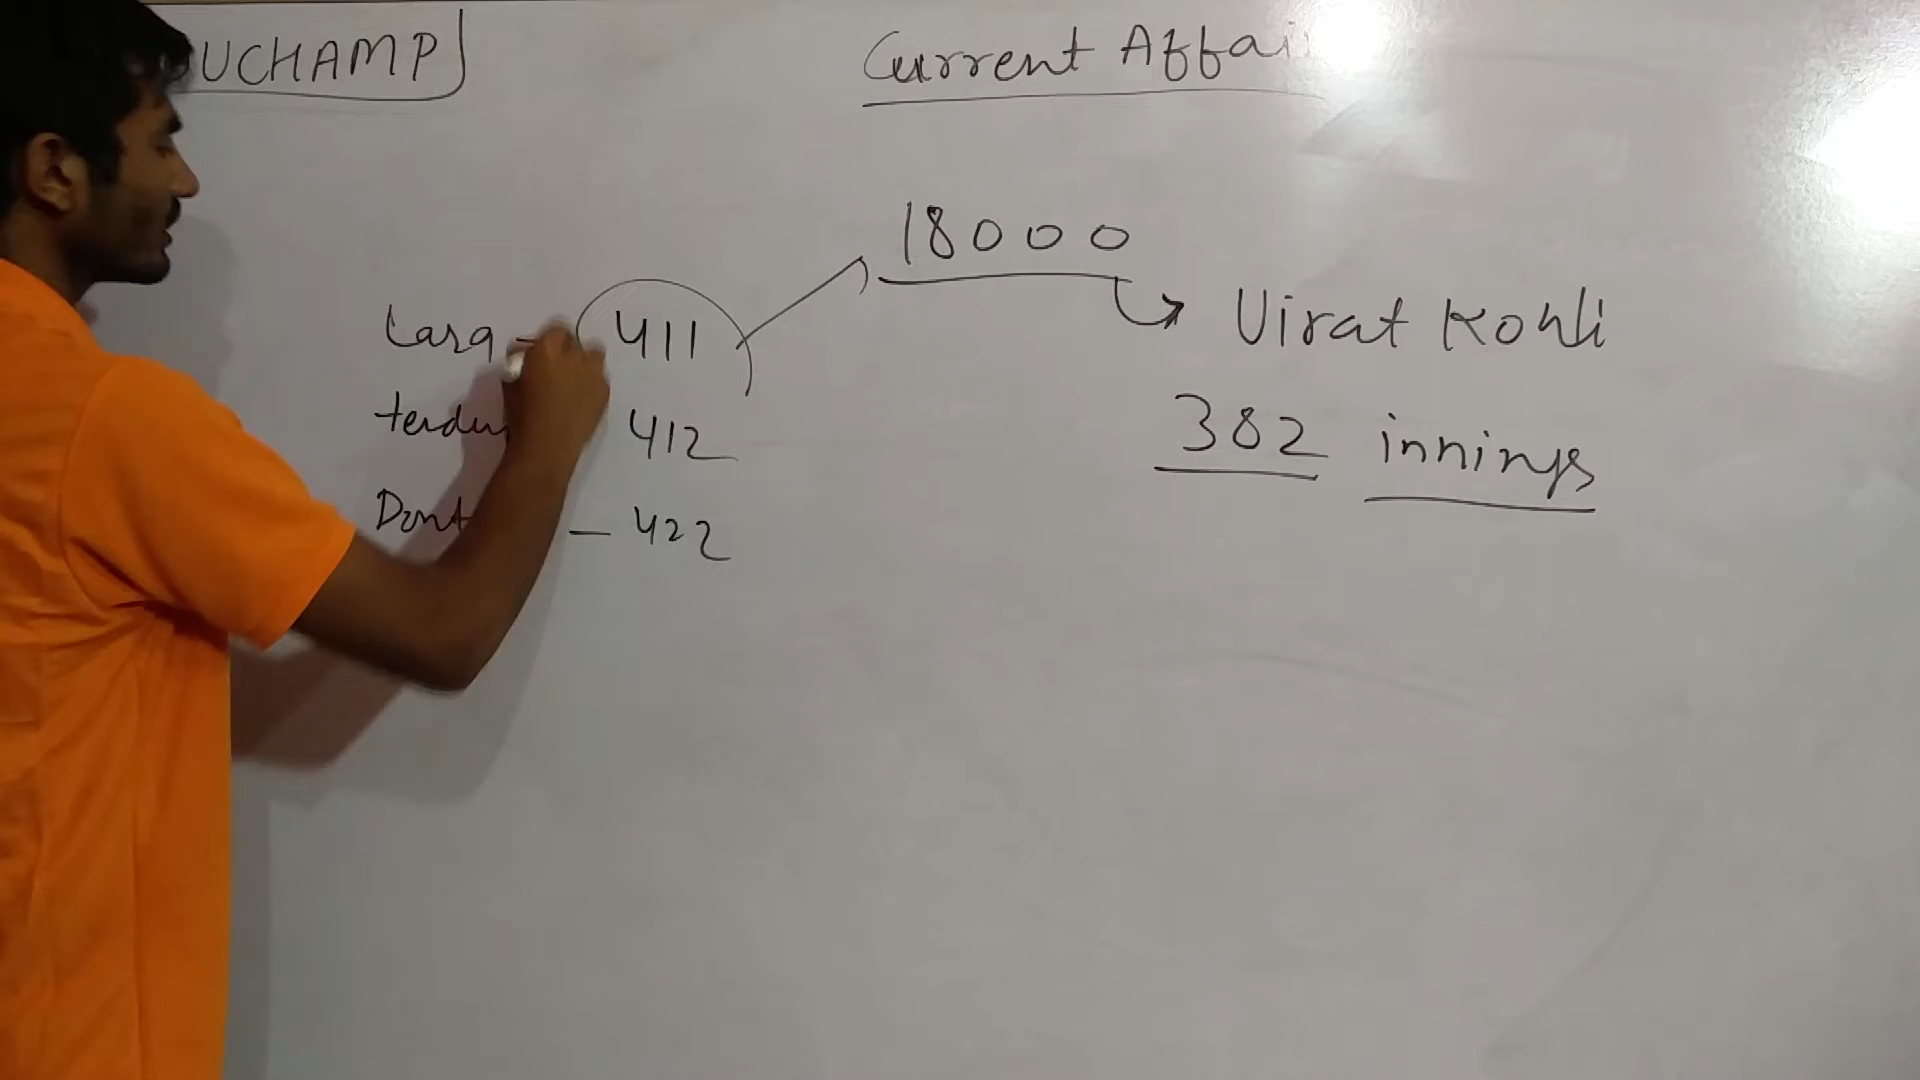 UCHAMP
Current Affai
18000
Lara - 411
Virat Kohli
412
382 innings
- 422